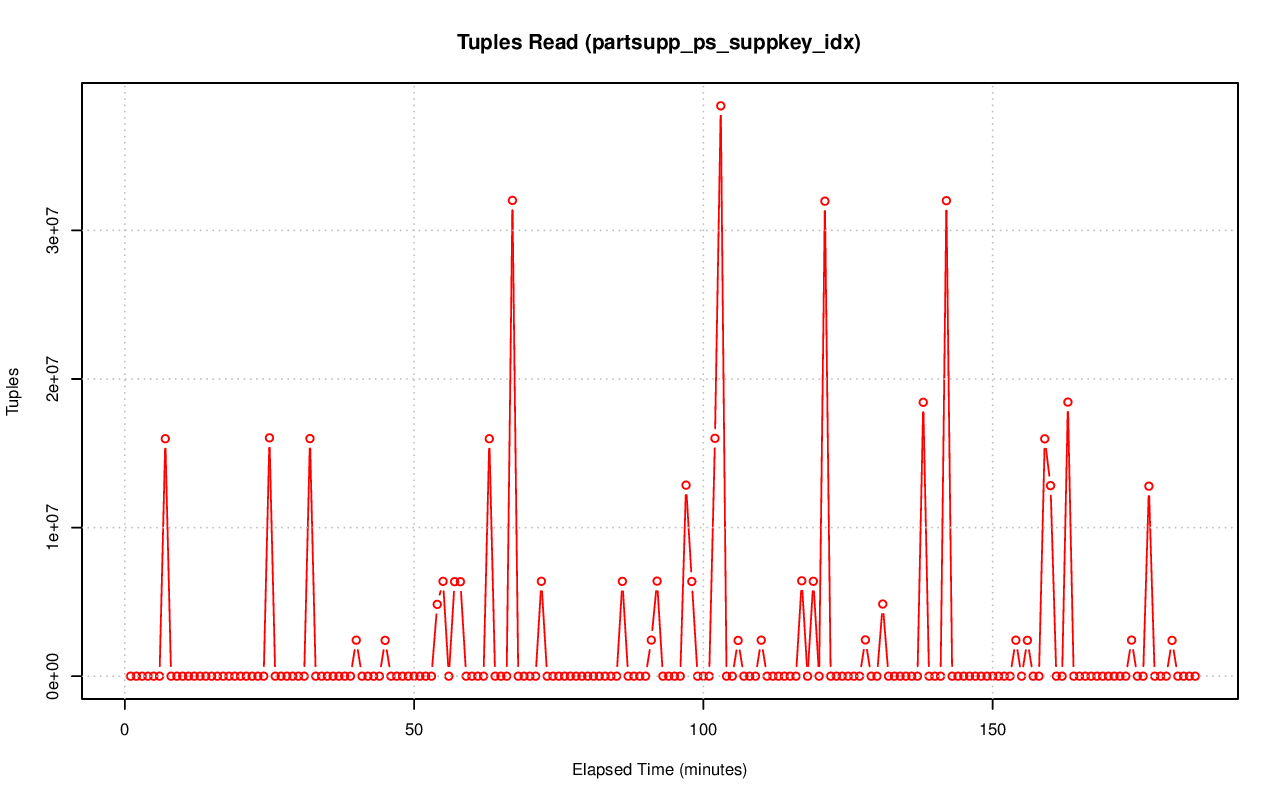 Tuples Read (partsupp_ps_suppkey_idx)
Tuples
3e+07
2e+07
1e+07
0e+00
0 50 100 150
Elapsed Time (minutes)